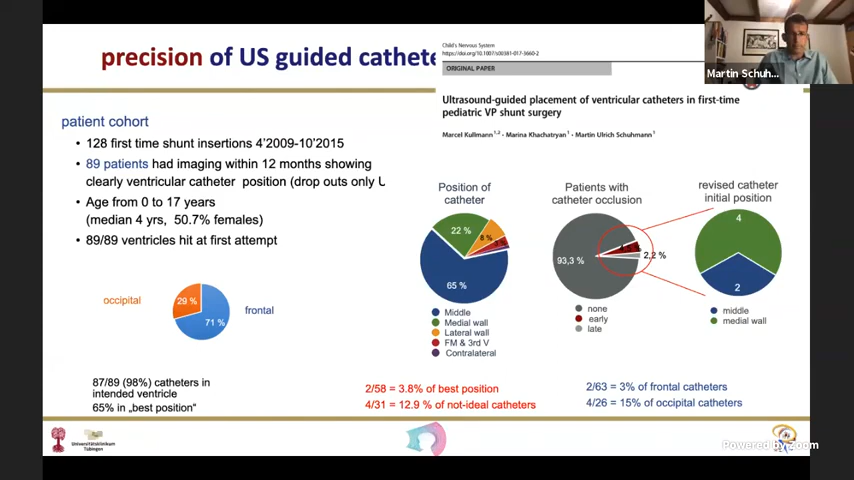 precision of US guided cathete
Child's Nervous System
https://doi.org/10.1007/s00381-017-3660-2
ORIGINAL PAPER
Ultrasound-guided placement of ventricular catheters in first-time
pediatric VP shunt surgery
Marcel Kullmann 1,2 · Marina Khachatryan 1 · Martin Ulrich Schuhmann 1
Martin Schuh...
patient cohort
• 128 first time shunt insertions 4'2009-10'2015
• 89 patients had imaging within 12 months showing
clearly ventricular catheter position (drop outs only U
• Age from 0 to 17 years
(median 4 yrs, 50.7% females)
• 89/89 ventricles hit at first attempt
occipital
29 %
71 %
frontal
87/89 (98%) catheters in
intended ventricle
65% in „best position“
Position of
catheter
22 %
8 %
3 %
65 %
Middle
Medial wall
Lateral wall
FM & 3rd V
Contralateral
Patients with
catheter occlusion
93,3 %
2,2 %
none
early
late
revised catheter
initial position
4
2
middle
medial wall
2/58 = 3.8% of best position
4/31 = 12.9 % of not-ideal catheters
2/63 = 3% of frontal catheters
4/26 = 15% of occipital catheters
Universitätsklinikum
Tübingen
Powered by Zoom